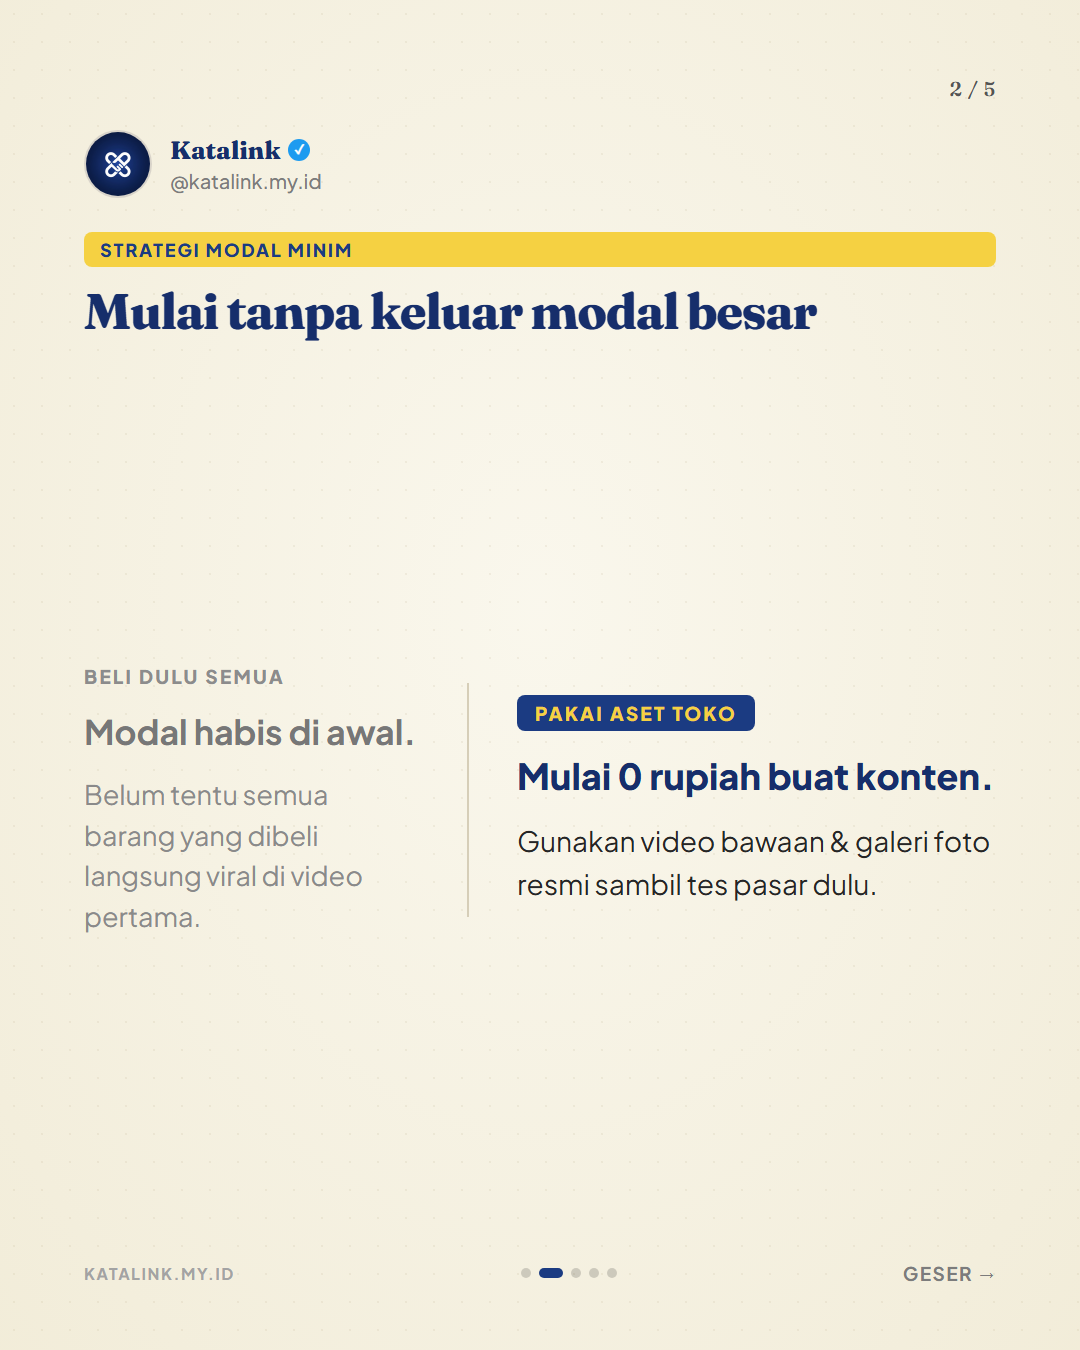 2 / 5
Katalink
@katalink.my.id
STRATEGI MODAL MINIM
Mulai tanpa keluar modal besar
BELI DULU SEMUA
Modal habis di awal.
Belum tentu semua
barang yang dibeli
langsung viral di video
pertama.
PAKAI ASET TOKO
Mulai 0 rupiah buat konten.
Gunakan video bawaan & galeri foto
resmi sambil tes pasar dulu.
KATALINK.MY.ID
GESER →